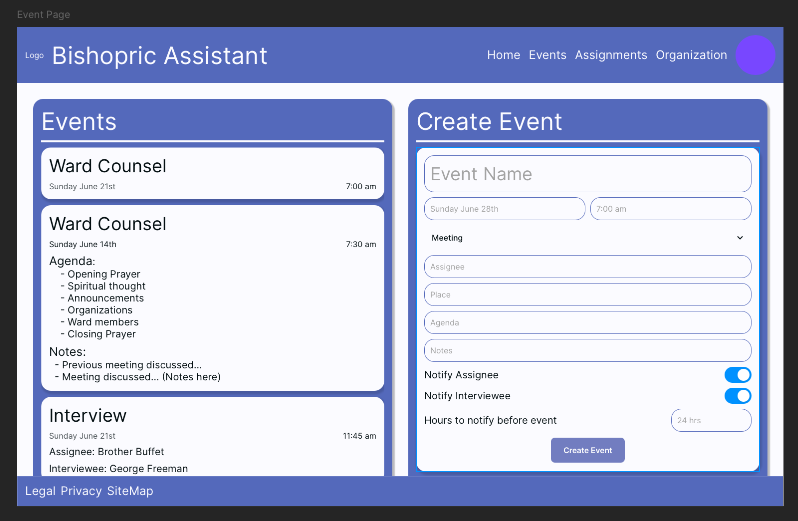 Event Page
Logo Bishopric Assistant
Home Events Assignments Organization
Events
Ward Counsel
Sunday June 21st 7:00 am
Ward Counsel
Sunday June 14th 7:30 am
Agenda:
- Opening Prayer
- Spiritual thought
- Announcements
- Organizations
- Ward members
- Closing Prayer
Notes:
- Previous meeting discussed...
- Meeting discussed... (Notes here)
Interview
Sunday June 21st 11:45 am
Assignee: Brother Buffet
Interviewee: George Freeman
Create Event
Event Name
Sunday June 28th 7:00 am
Meeting
Assignee
Place
Agenda
Notes
Notify Assignee
Notify Interviewee
Hours to notify before event 24 hrs
Create Event
Legal Privacy SiteMap